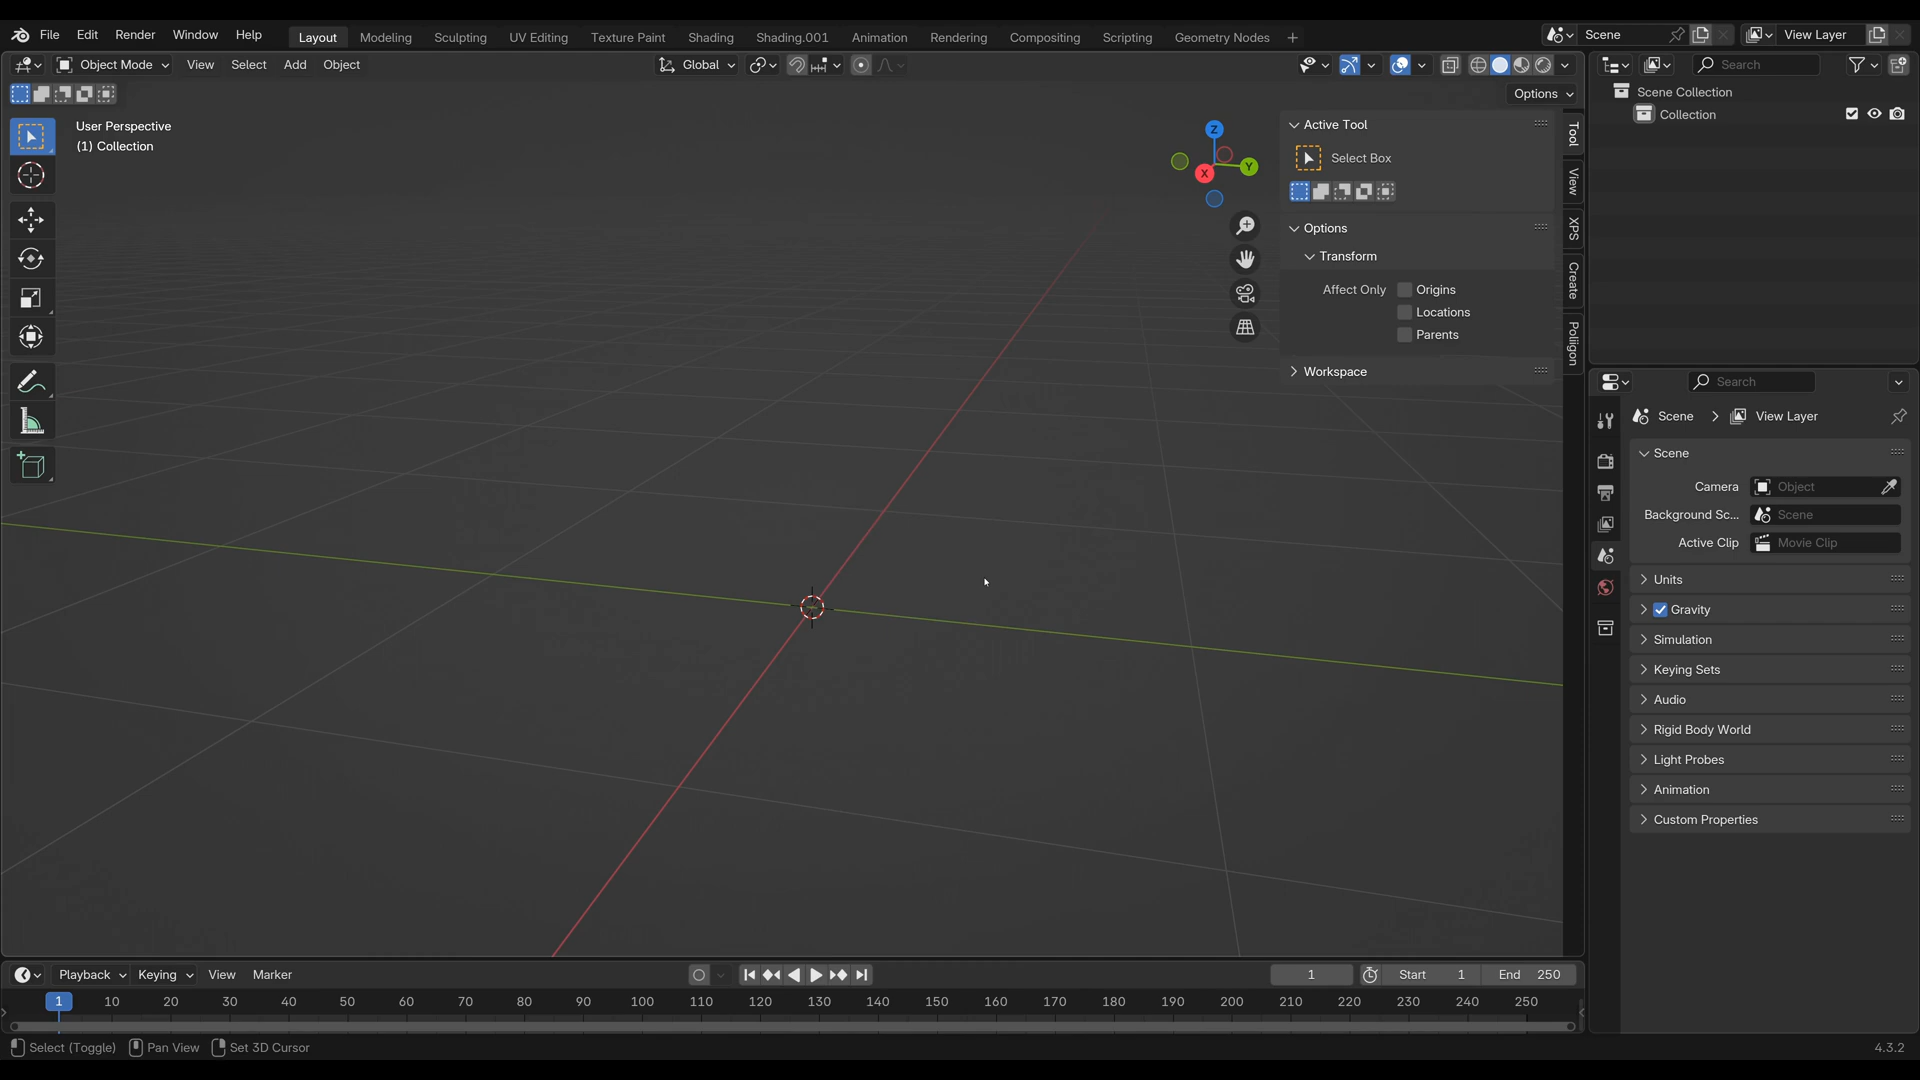 File Edit Render Window Help Layout Modeling Sculpting UV Editing Texture Paint Shading Shading.001 Animation Rendering Compositing Scripting Geometry Nodes Scene View Layer
Object Mode View Select Add Object Global Search
Options
User Perspective
(1) Collection
Z
Y
X
Active Tool
Select Box
Options
Transform
Affect Only Origins
Locations
Parents
Workspace
Tool
View
XPS
Create
Poliigon
Scene Collection
Collection
Search
Scene View Layer
Scene
Camera Object
Background Sc... Scene
Active Clip Movie Clip
Units
Gravity
Simulation
Keying Sets
Audio
Rigid Body World
Light Probes
Animation
Custom Properties
Playback Keying View Marker 1 Start 1 End 250
1 10 20 30 40 50 60 70 80 90 100 110 120 130 140 150 160 170 180 190 200 210 220 230 240 250
Select (Toggle) Pan View Set 3D Cursor 4.3.2